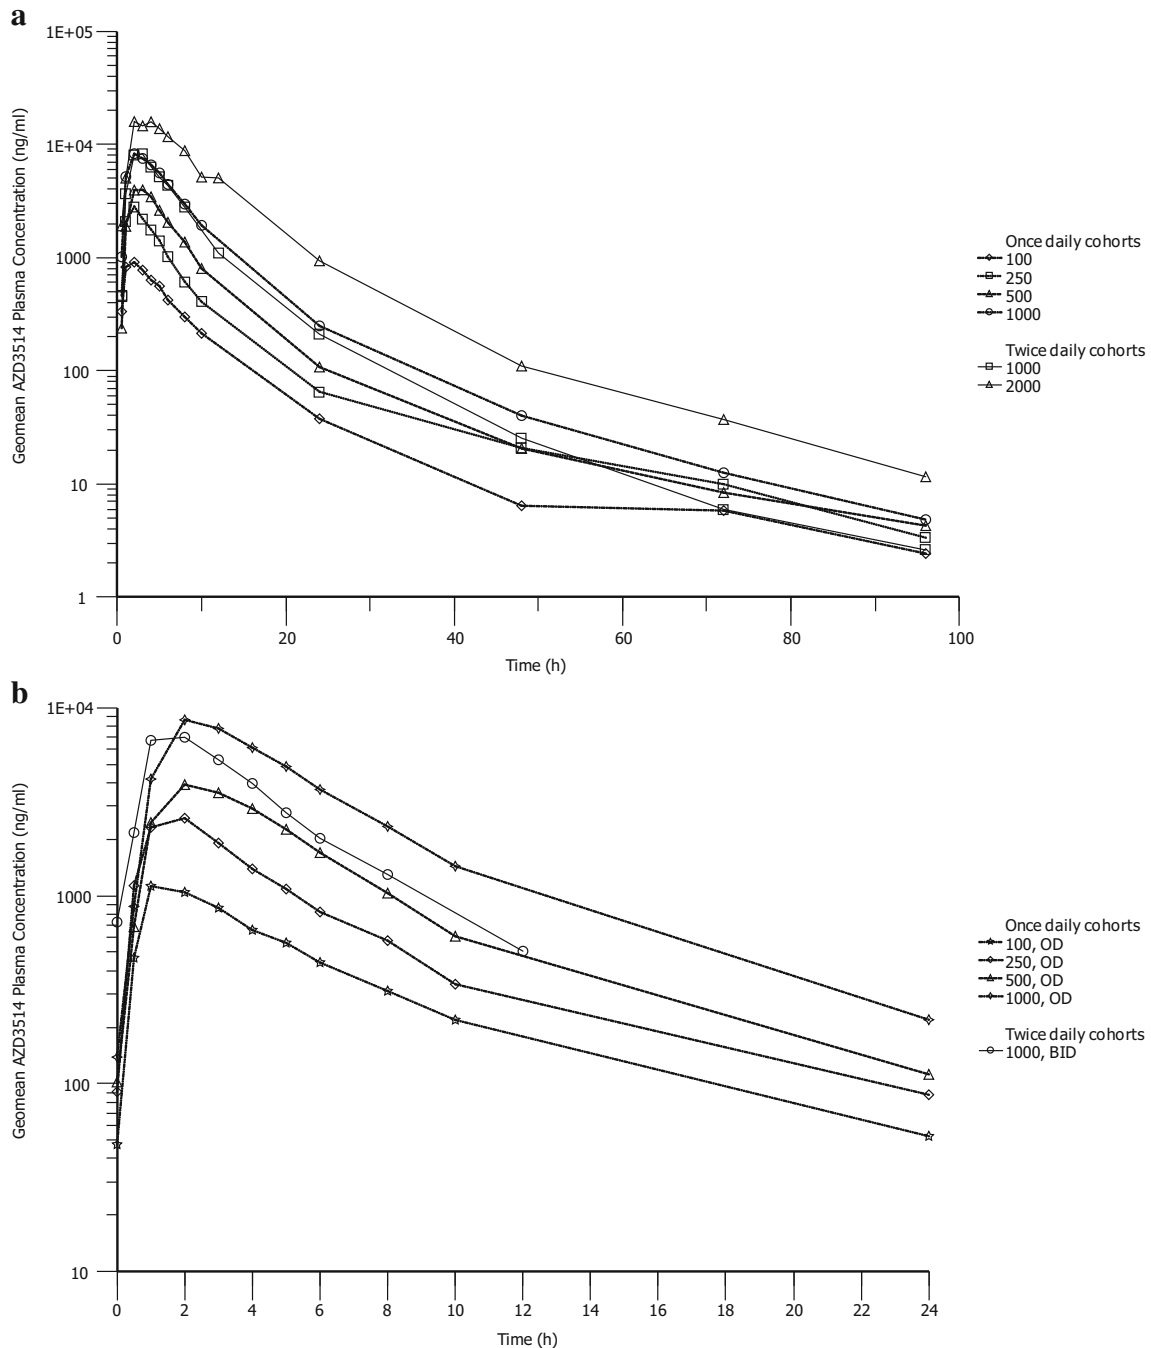 a
1E+05
1E+04
1000
100
10
1
Geomean AZD3514 Plasma Concentration (ng/ml)
0
20
40
60
80
100
Time (h)
Once daily cohorts
100
250
500
1000
Twice daily cohorts
1000
2000
b
1E+04
1000
100
10
Geomean AZD3514 Plasma Concentration (ng/ml)
0
2
4
6
8
10
12
14
16
18
20
22
24
Time (h)
Once daily cohorts
100, OD
250, OD
500, OD
1000, OD
Twice daily cohorts
1000, BID